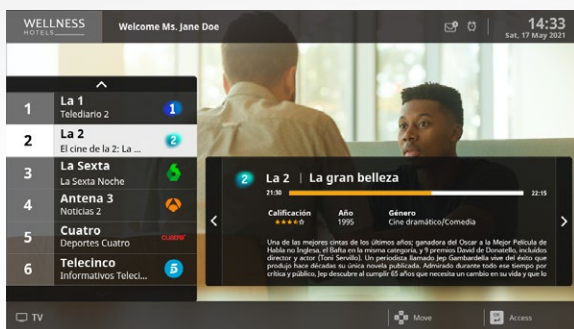 WELLNESS
HOTELS
Welcome Ms. Jane Doe
14:33
Sat, 17 May 2021
1 La 1 1
Telediario 2
2 La 2 2
El cine de la 2: La ...
3 La Sexta 6
La Sexta Noche
4 Antena 3
Noticias 2
5 Cuatro cuatro
Deportes Cuatro
6 Telecinco 5
Informativos Teleci...
2 La 2 | La gran belleza
21:30 22:15
Calificación Año Género
1995 Cine dramático/Comedia
Una de las mejores cintas de los últimos años; ganadora del Oscar a la Mejor Película de
Habla no Inglesa, el Bafta en la misma categoría, y 9 premios David de Donatello, incluídos
director y actor (Toni Servillo). Un periodista llamado Jep Gambardella vive del éxito que
produjo hace décadas su única novela publicada. Admirado durante todo ese tiempo por
crítica y público, Jep descubre al cumplir 65 años que necesita un cambio en su vida y que lo
TV
Move
Access